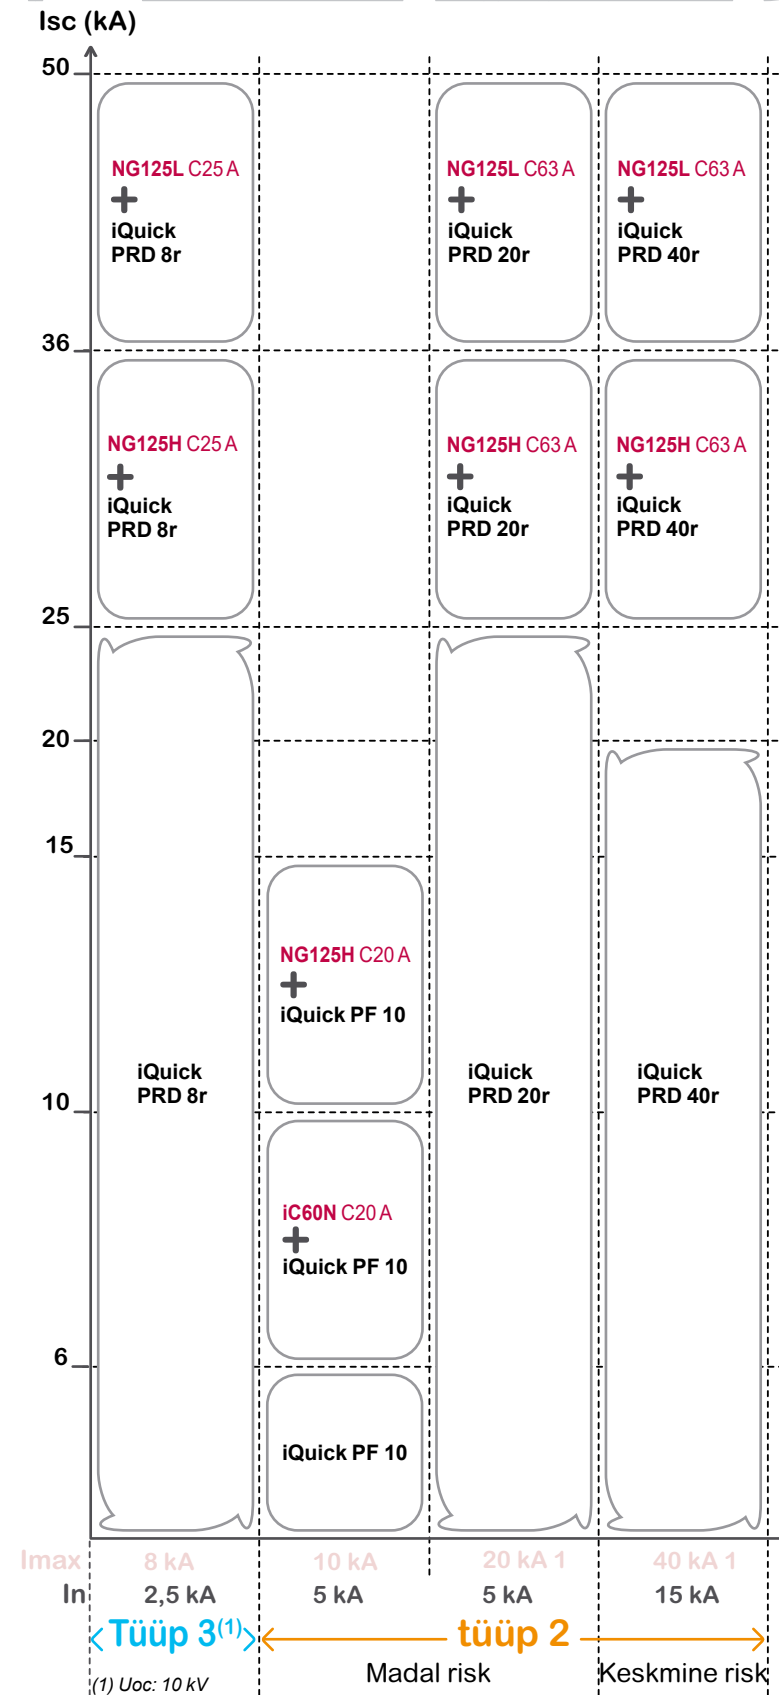 Isc (kA)
50
NG125L C25 A
iQuick
PRD 8r
NG125L C63 A
iQuick
PRD 20r
NG125L C63 A
iQuick
PRD 40r
36
NG125H C25 A
iQuick
PRD 8r
NG125H C63 A
iQuick
PRD 20r
NG125H C63 A
iQuick
PRD 40r
25
20
15
NG125H C20 A
iQuick PF 10
iQuick
PRD 8r
iQuick
PRD 20r
iQuick
PRD 40r
10
iC60N C20 A
iQuick PF 10
6
iQuick PF 10
Imax 8 kA 10 kA 20 kA 1 40 kA 1
In 2,5 kA 5 kA 5 kA 15 kA
Tüüp 3(1) tüüp 2
Madal risk Keskmine risk
(1) Uoc: 10 kV